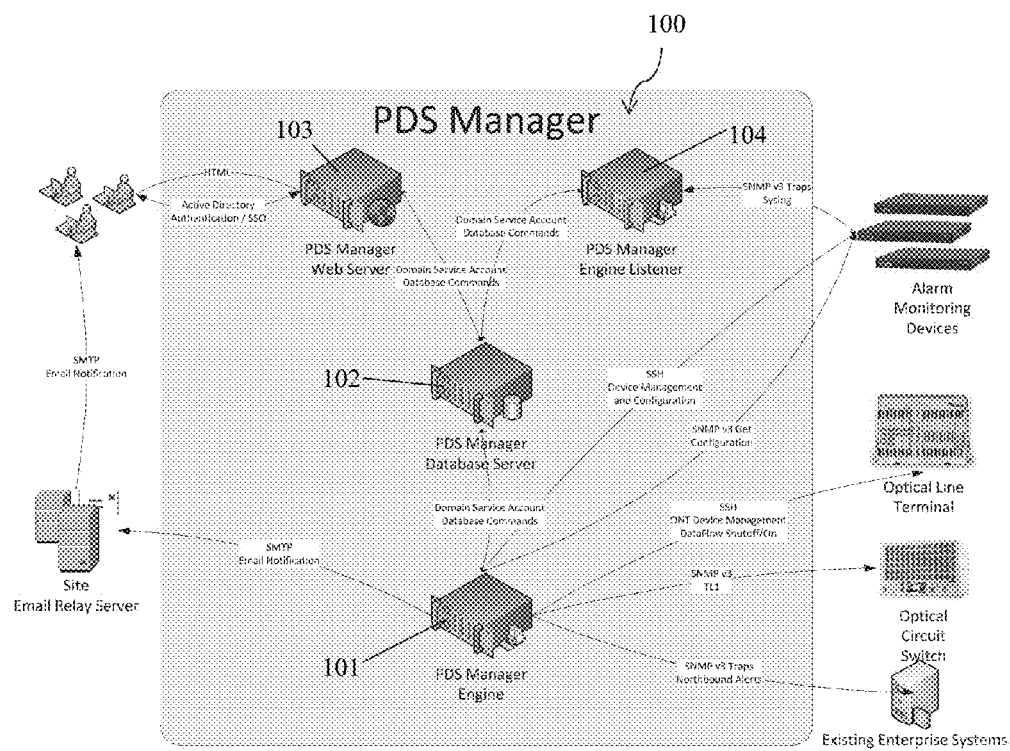 100
PDS Manager
103
104
HTML
Active Directory
Authentication / SSO
SNMP v3 Traps
Syslog
Domain Service Account
Database Commands
PDS Manager
Web Server
PDS Manager
Engine Listener
Domain Service Account
Database Commands
Alarm
Monitoring
Devices
SMTP
Email Notification
102
SSH
Device Management
and Configuration
SNMP v3 Get
Configuration
PDS Manager
Database Server
Optical Line
Terminal
Domain Service Account
Database Commands
SSH
ONT Device Management
DataFlow Shutoff/On
SMTP
Email Notification
Site
Email Relay Server
SNMP v3
TL1
Optical
Circuit
Switch
101
PDS Manager
Engine
SNMP v3 Traps
Northbound Alerts
Existing Enterprise Systems